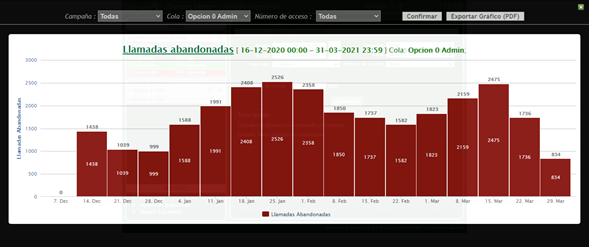 Campaña : Todas Cola : Opcion 0 Admin Número de acceso : Todas Confirmar Exportar Gráfico (PDF)
Llamadas abandonadas [ 16-12-2020 00:00 - 31-03-2021 23:59 ] Cola: Opcion 0 Admin,
3000
2500
2000
1500
1000
500
0
Llamadas Abandonadas
0 1438 1039 999 1588 1991 2408 2526 2358 1850 1737 1582 1823 2159 2475 1736 834
1438 1039 999 1588 1991 2408 2526 2358 1850 1737 1582 1823 2159 2475 1736 834
7. Dec 14. Dec 21. Dec 28. Dec 4. Jan 11. Jan 18. Jan 25. Jan 1. Feb 8. Feb 15. Feb 22. Feb 1. Mar 8. Mar 15. Mar 22. Mar 29. Mar
Llamadas Abandonadas